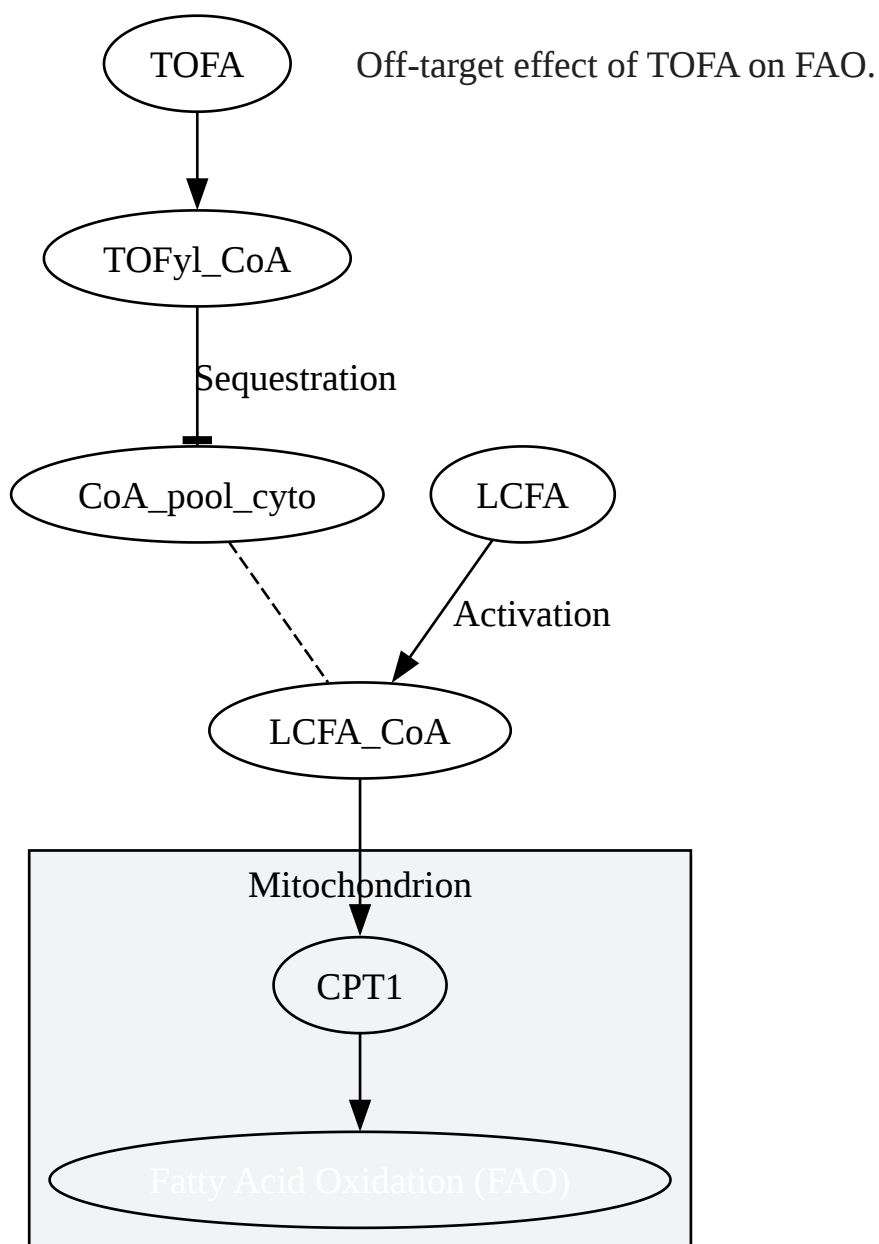 TOFA
Off-target effect of TOFA on FAO.
TOFyl_CoA
Sequestration
CoA_pool_cyto
LCFA
Activation
LCFA_CoA
Mitochondrion
CPT1
Fatty Acid Oxidation (FAO)